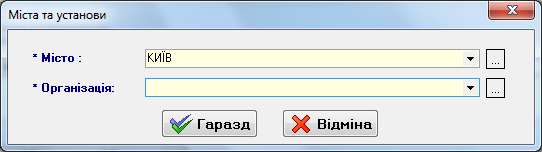 Міста та установи
* Місто : КИЇВ ...
* Організація: ...
Гаразд Відміна